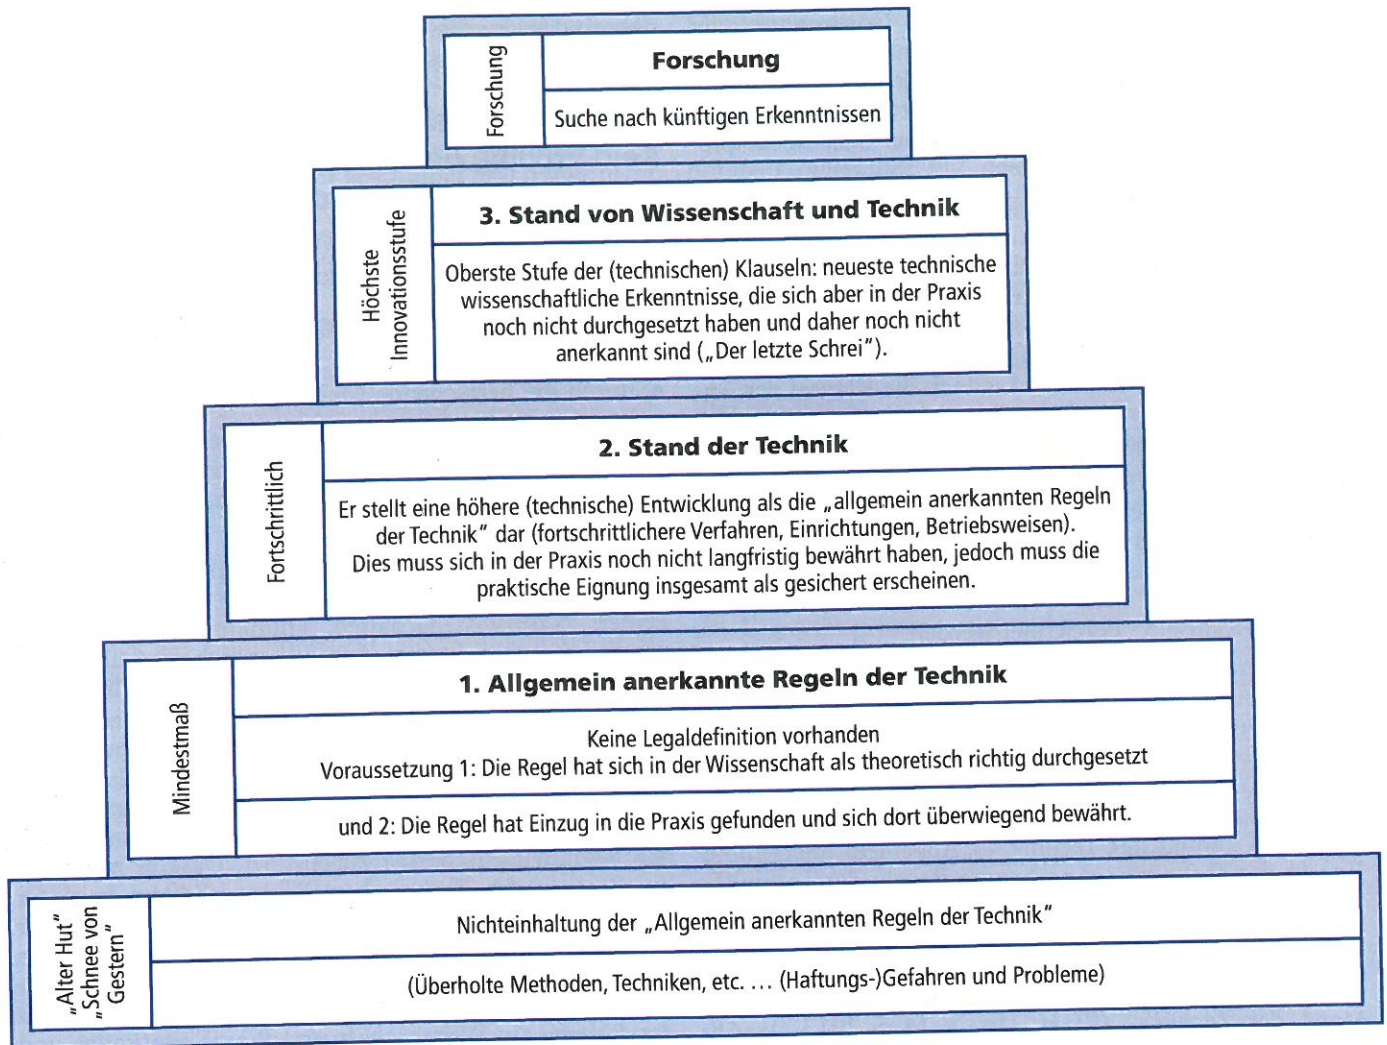 Forschung
Forschung
Suche nach künftigen Erkenntnissen
Höchste
Innovationsstufe
3. Stand von Wissenschaft und Technik
Oberste Stufe der (technischen) Klauseln: neueste technische
wissenschaftliche Erkenntnisse, die sich aber in der Praxis
noch nicht durchgesetzt haben und daher noch nicht
anerkannt sind („Der letzte Schrei").
Fortschrittlich
2. Stand der Technik
Er stellt eine höhere (technische) Entwicklung als die „allgemein anerkannten Regeln
der Technik" dar (fortschrittlichere Verfahren, Einrichtungen, Betriebsweisen).
Dies muss sich in der Praxis noch nicht langfristig bewährt haben, jedoch muss die
praktische Eignung insgesamt als gesichert erscheinen.
Mindestmaß
1. Allgemein anerkannte Regeln der Technik
Keine Legaldefinition vorhanden
Voraussetzung 1: Die Regel hat sich in der Wissenschaft als theoretisch richtig durchgesetzt
und 2: Die Regel hat Einzug in die Praxis gefunden und sich dort überwiegend bewährt.
„Alter Hut"
„Schnee von
Gestern"
Nichteinhaltung der „Allgemein anerkannten Regeln der Technik"
(Überholte Methoden, Techniken, etc. … (Haftungs-)Gefahren und Probleme)